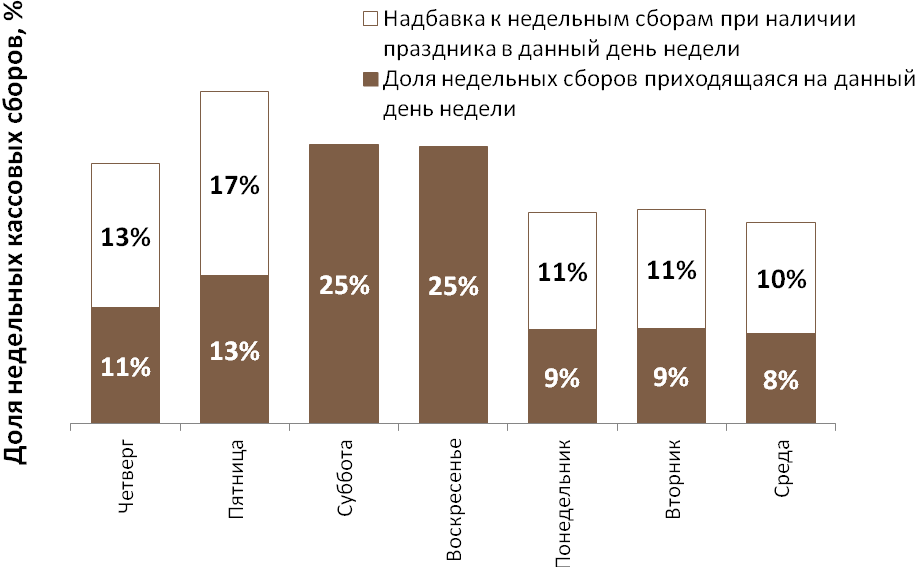 Доля недельных кассовых сборов, %
Надбавка к недельным сборам при наличии
праздника в данный день недели
Доля недельных сборов приходящаяся на данный
день недели
13%
17%
11%
11%
10%
11%
13%
25%
25%
9%
9%
8%
Четверг
Пятница
Суббота
Воскресенье
Понедельник
Вторник
Среда